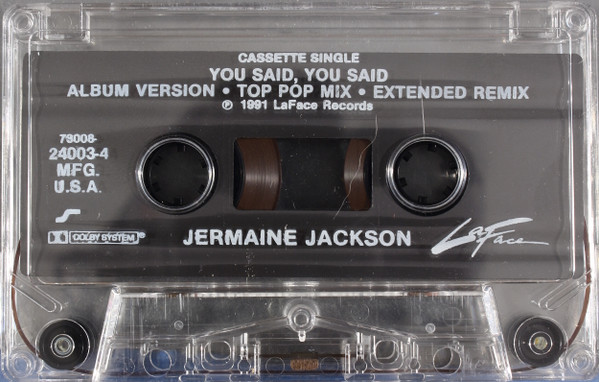 CASSETTE SINGLE
YOU SAID, YOU SAID
ALBUM VERSION • TOP POP MIX • EXTENDED REMIX
℗ 1991 LaFace Records
73008-
24003-4
MFG.
U.S.A.
DOLBY SYSTEM®
JERMAINE JACKSON
LaFace